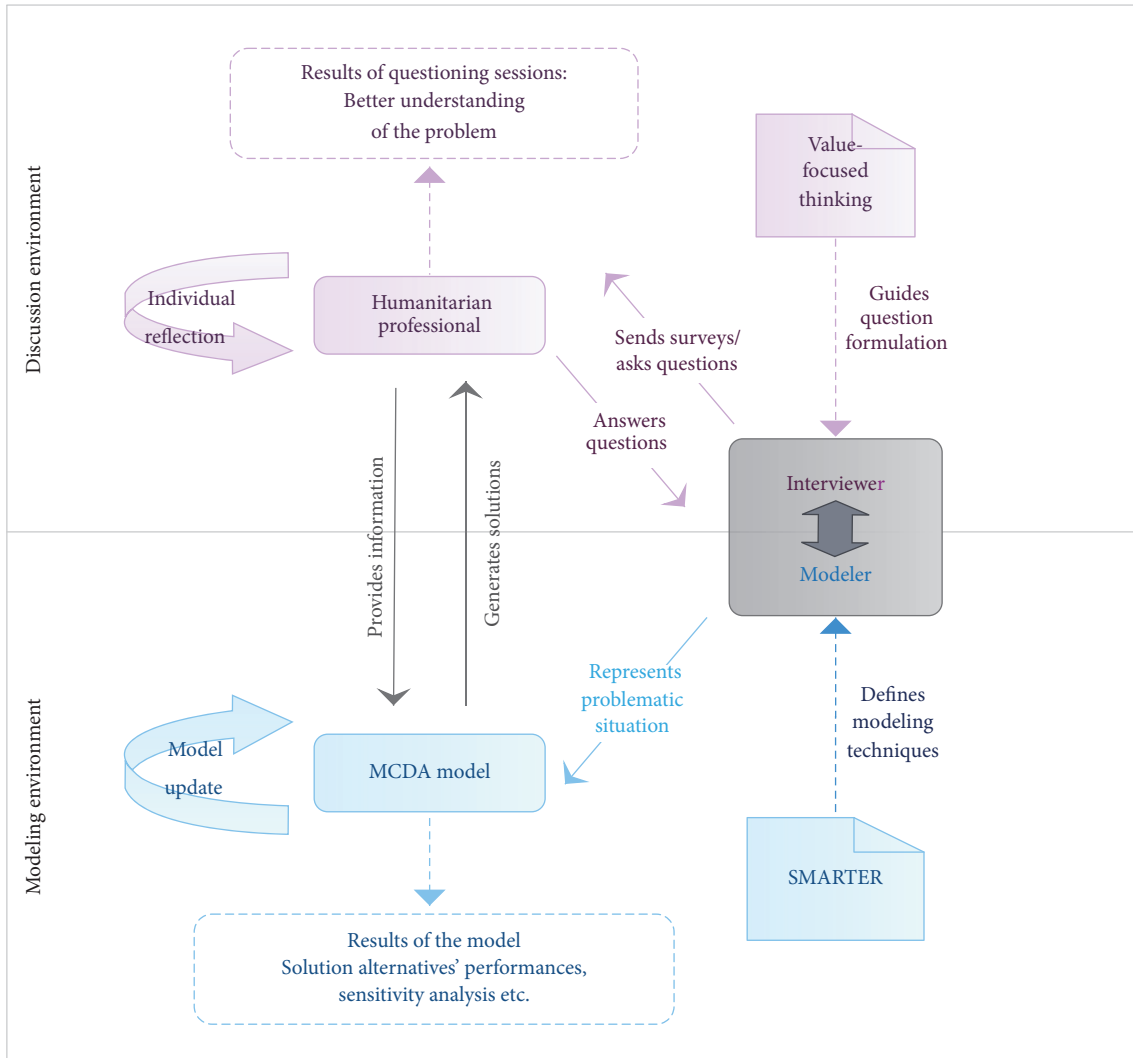 Discussion environment
Results of questioning sessions:
Better understanding
of the problem
Value-
focused
thinking
Individual
reflection
Humanitarian
professional
Sends surveys/
asks questions
Guides
question
formulation
Answers
questions
Interviewer
Modeler
Provides information
Generates solutions
Modeling environment
Represents
problematic
situation
Defines
modeling
techniques
Model
update
MCDA model
SMARTER
Results of the model
Solution alternatives’ performances,
sensitivity analysis etc.